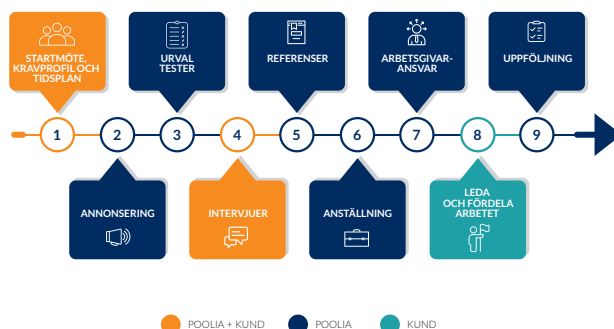 STARTMÖTE,
KRAVPROFIL OCH
TIDSPLAN
URVAL
TESTER
REFERENSER
ARBETSGIVAR-
ANSVAR
UPPFÖLJNING
1 2 3 4 5 6 7 8 9
ANNONSERING
INTERVJUER
ANSTÄLLNING
LEDA
OCH FÖRDELA
ARBETET
POOLIA + KUND POOLIA KUND